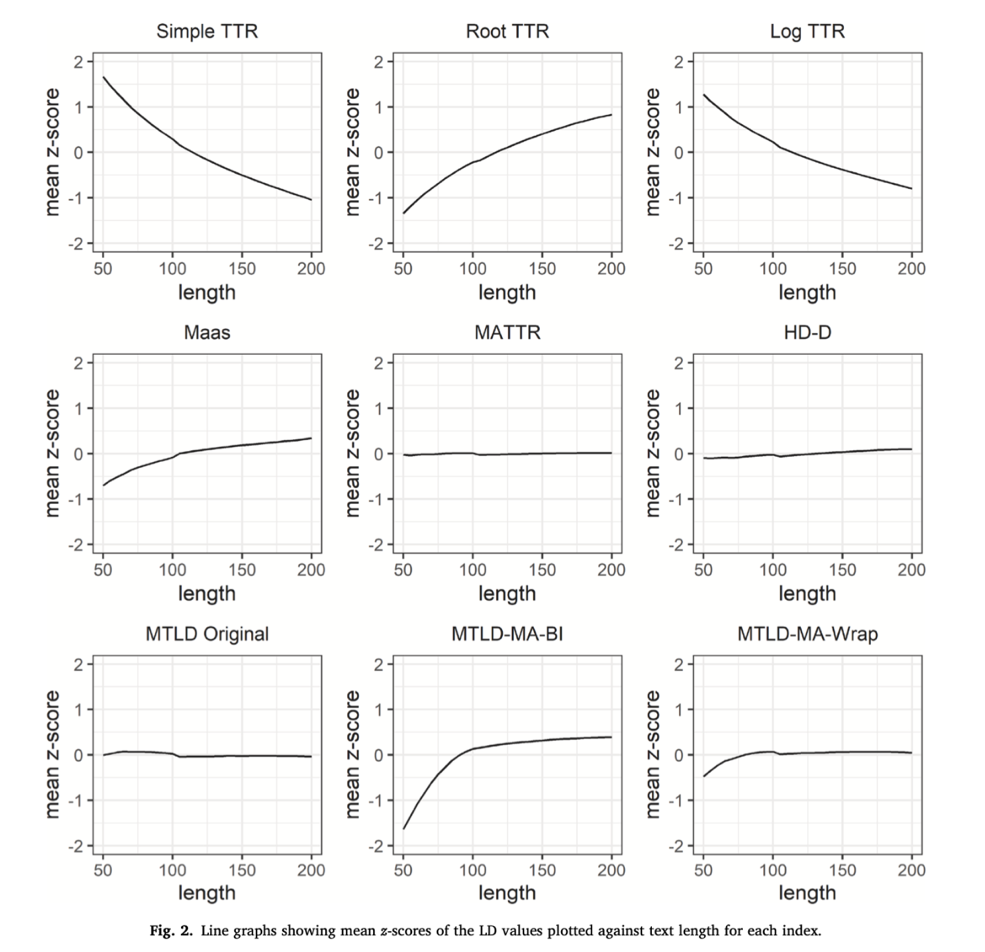 Simple TTR
mean z-score
2
1
0
-1
-2
50 100 150 200
length
Root TTR
mean z-score
2
1
0
-1
-2
50 100 150 200
length
Log TTR
mean z-score
2
1
0
-1
-2
50 100 150 200
length
Maas
mean z-score
2
1
0
-1
-2
50 100 150 200
length
MATTR
mean z-score
2
1
0
-1
-2
50 100 150 200
length
HD-D
mean z-score
2
1
0
-1
-2
50 100 150 200
length
MTLD Original
mean z-score
2
1
0
-1
-2
50 100 150 200
length
MTLD-MA-BI
mean z-score
2
1
0
-1
-2
50 100 150 200
length
MTLD-MA-Wrap
mean z-score
2
1
0
-1
-2
50 100 150 200
length
Fig. 2. Line graphs showing mean z-scores of the LD values plotted against text length for each index.